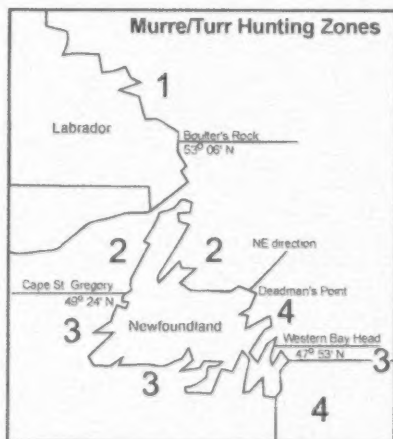 Murre/Turr Hunting Zones
1
Labrador
Boulter's Rock
53° 06' N
2
2
NE direction
Cape St Gregory
49° 24' N
Deadman's Point
4
3
Newfoundland
Western Bay Head
47° 53' N
3
3
4